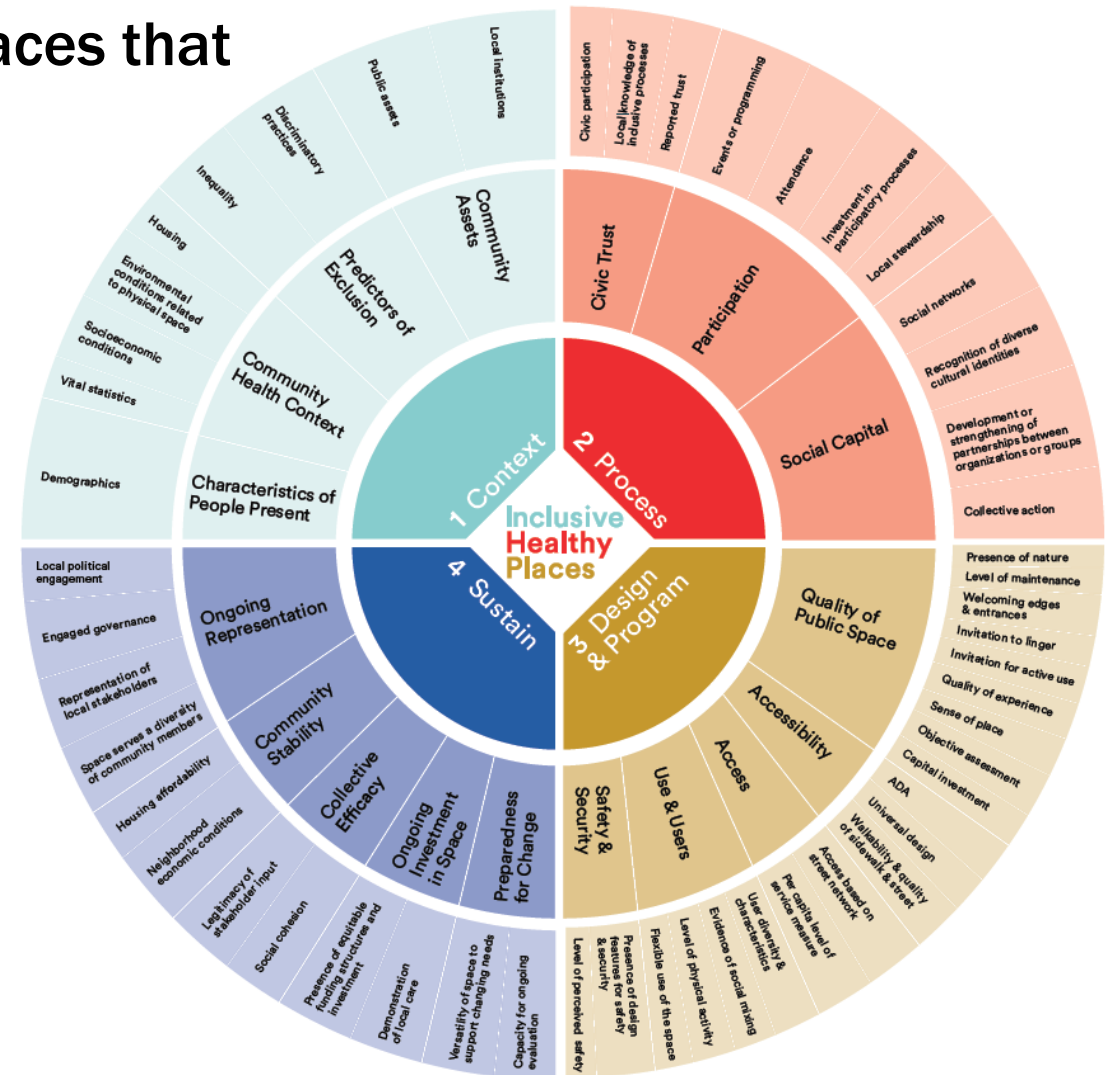 aces that
Inclusive
Healthy
Places
1 Context
Characteristics of
People Present
Demographics
Community
Health Context
Vital statistics
Socioeconomic
conditions
Environmental
conditions related
to physical space
Housing
Predictors of
Exclusion
Inequality
Discriminatory
practices
Community
Assets
Public assets
Local institutions
2 Process
Civic Trust
Civic participation
Local knowledge of
inclusive processes
Reported trust
Participation
Events or programming
Attendance
Investment in
participatory processes
Local stewardship
Social Capital
Social networks
Recognition of diverse
cultural identities
Development or
strengthening of
partnerships between
organizations or groups
Collective action
3 Design
& Program
Quality of
Public Space
Presence of nature
Level of maintenance
Welcoming edges
& entrances
Invitation to linger
Invitation for active use
Quality of experience
Sense of place
Objective assessment
Capital investment
Accessibility
ADA
Universal design
Walkability & quality
of sidewalk & street
Access
Access based on
street network
Per capita level of
service measure
Use & Users
User diversity &
characteristics
Evidence of social mixing
Level of physical activity
Flexible use of the space
Safety &
Security
Presence of design
features for safety
& security
Level of perceived safety
4 Sustain
Preparedness
for Change
Capacity for ongoing
evaluation
Versatility of space to
support changing needs
Ongoing
Investment
in Space
Demonstration
of local care
Presence of equitable
funding structures and
investment
Collective
Efficacy
Social cohesion
Legitimacy of
stakeholder input
Community
Stability
Neighborhood
economic conditions
Housing affordability
Ongoing
Representation
Space serves a diversity
of community members
Representation of
local stakeholders
Engaged governance
Local political
engagement